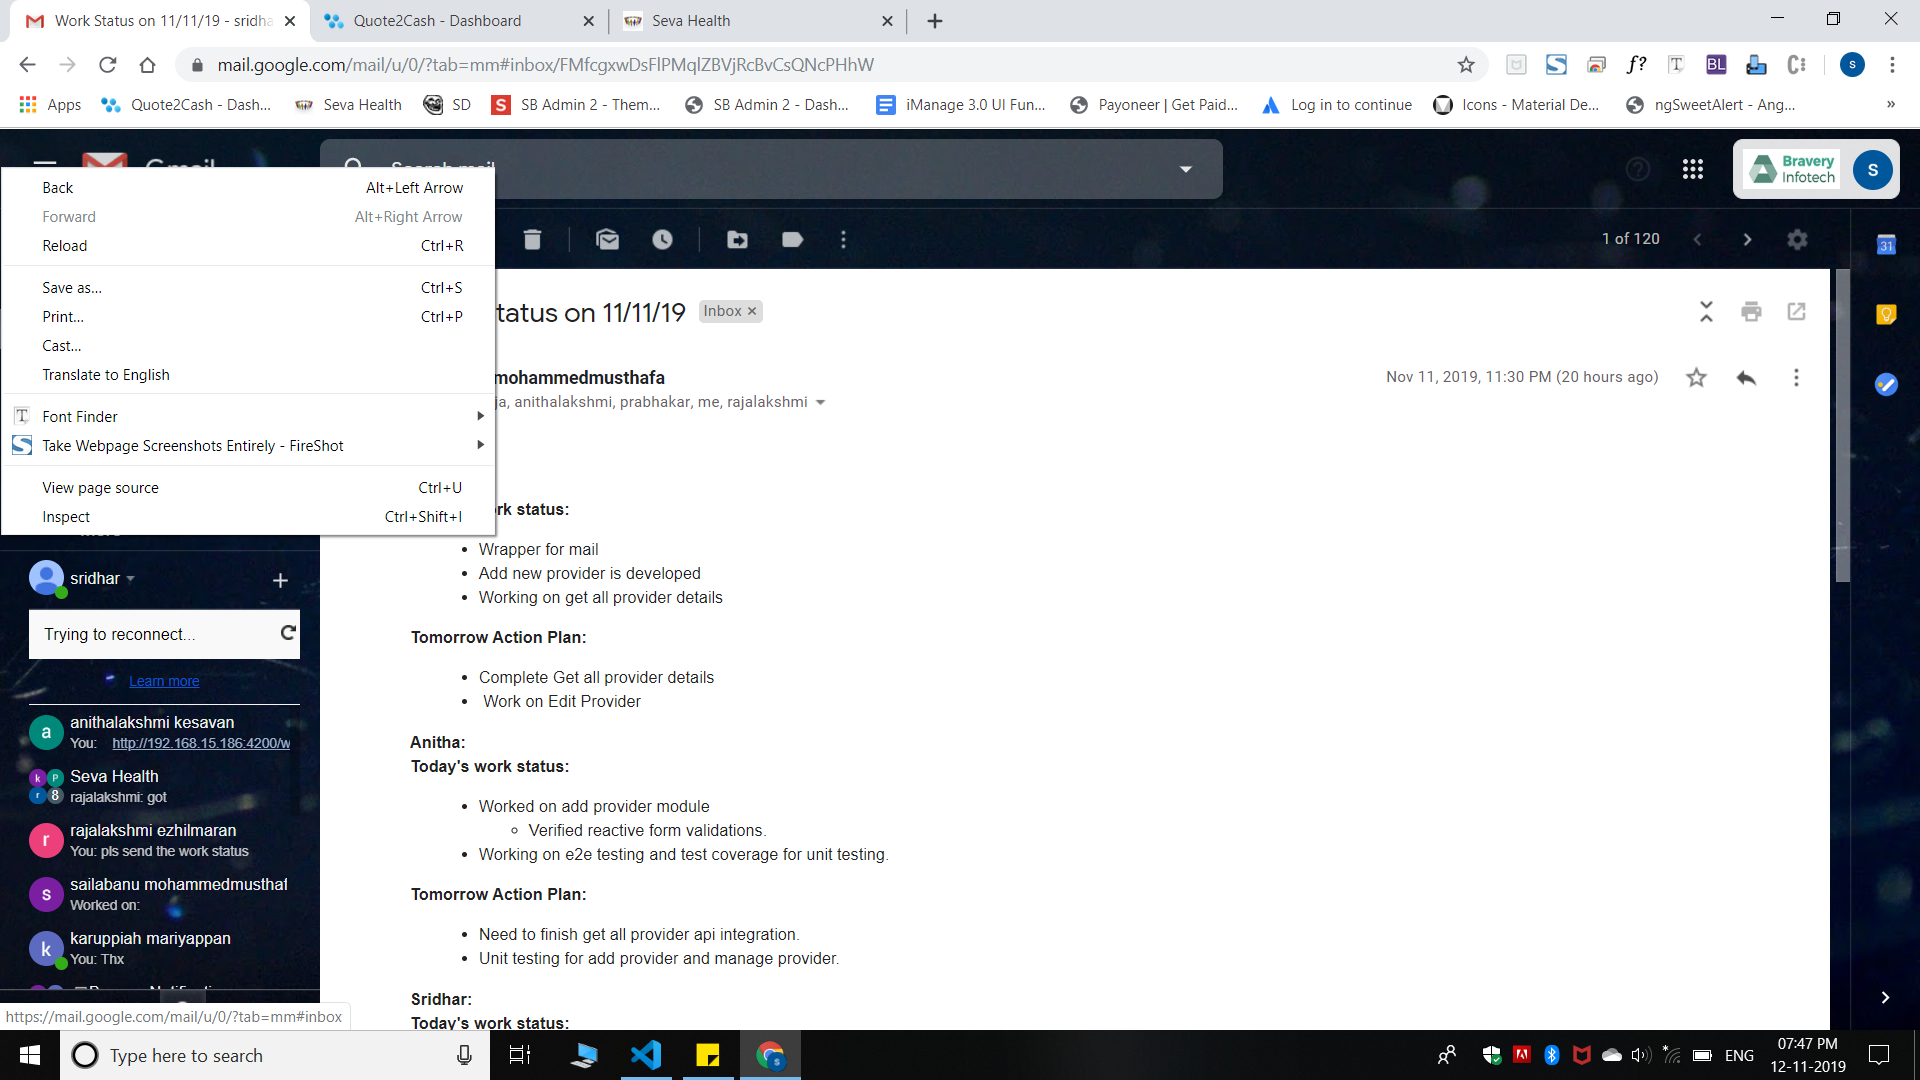 Work Status on 11/11/19 - sridha
Quote2Cash - Dashboard
Seva Health
mail.google.com/mail/u/0/?tab=mm#inbox/FMfcgxwDsFlPMqlZBVjRcBvCsQNcPHhW
f?
BL
s
Apps
Quote2Cash - Dash...
Seva Health
SD
SB Admin 2 - Them...
SB Admin 2 - Dash...
iManage 3.0 UI Fun...
Payoneer | Get Paid...
Log in to continue
Icons - Material De...
ngSweetAlert - Ang...
»
Gmail
Search mail
Bravery
Infotech
S
Back Alt+Left Arrow
Forward Alt+Right Arrow
Reload Ctrl+R
Save as... Ctrl+S
Print... Ctrl+P
Cast...
Translate to English
Font Finder
Take Webpage Screenshots Entirely - FireShot
View page source Ctrl+U
Inspect Ctrl+Shift+I
1 of 120
31
tatus on 11/11/19
Inbox ×
mohammedmusthafa
Nov 11, 2019, 11:30 PM (20 hours ago)
ja, anithalakshmi, prabhakar, me, rajalakshmi
rk status:
• Wrapper for mail
• Add new provider is developed
• Working on get all provider details
Tomorrow Action Plan:
• Complete Get all provider details
• Work on Edit Provider
Anitha:
Today's work status:
• Worked on add provider module
◦ Verified reactive form validations.
• Working on e2e testing and test coverage for unit testing.
Tomorrow Action Plan:
• Need to finish get all provider api integration.
• Unit testing for add provider and manage provider.
Sridhar:
Today's work status:
sridhar
Trying to reconnect...
Learn more
a
anithalakshmi kesavan
You: http://192.168.15.186:4200/w
k P
r 8
Seva Health
rajalakshmi: got
r
rajalakshmi ezhilmaran
You: pls send the work status
s
sailabanu mohammedmusthaf
Worked on:
k
karuppiah mariyappan
You: Thx
https://mail.google.com/mail/u/0/?tab=mm#inbox
Type here to search
ENG
07:47 PM
12-11-2019